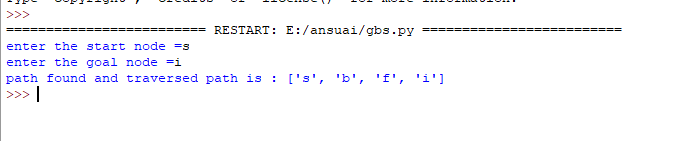 >>>
========================== RESTART: E:/ansuai/gbs.py ==========================
enter the start node =s
enter the goal node =i
path found and traversed path is : ['s', 'b', 'f', 'i']
>>>